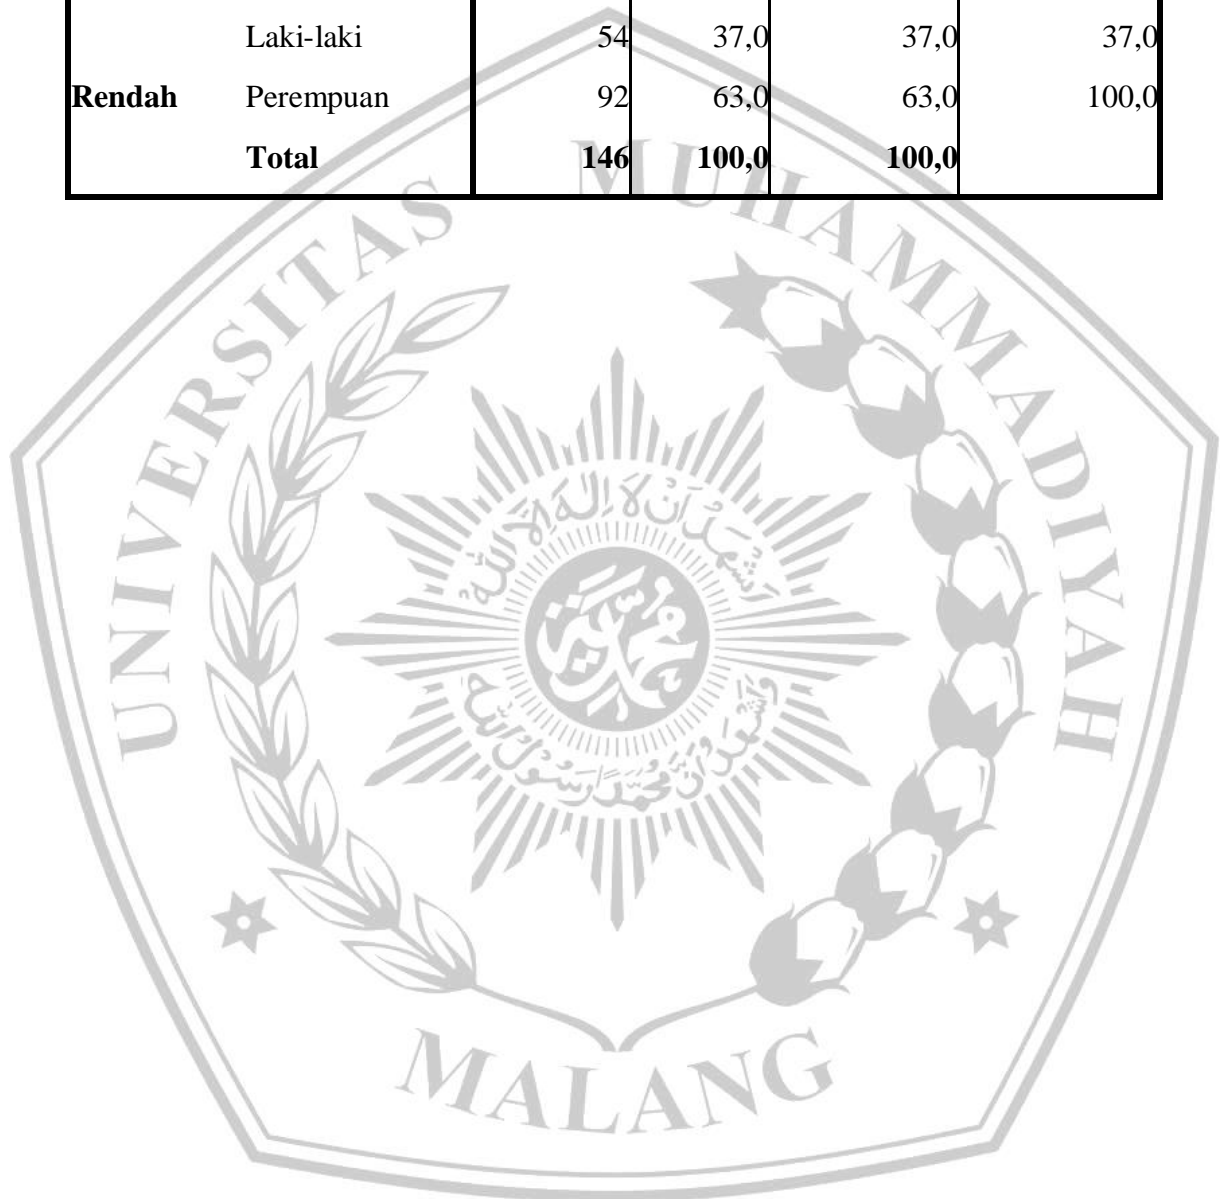 Laki-laki 54 37,0 37,0 37,0
Rendah Perempuan 92 63,0 63,0 100,0
Total 146 100,0 100,0
UNIVERSITAS MUHAMMADIYAH
MALANG